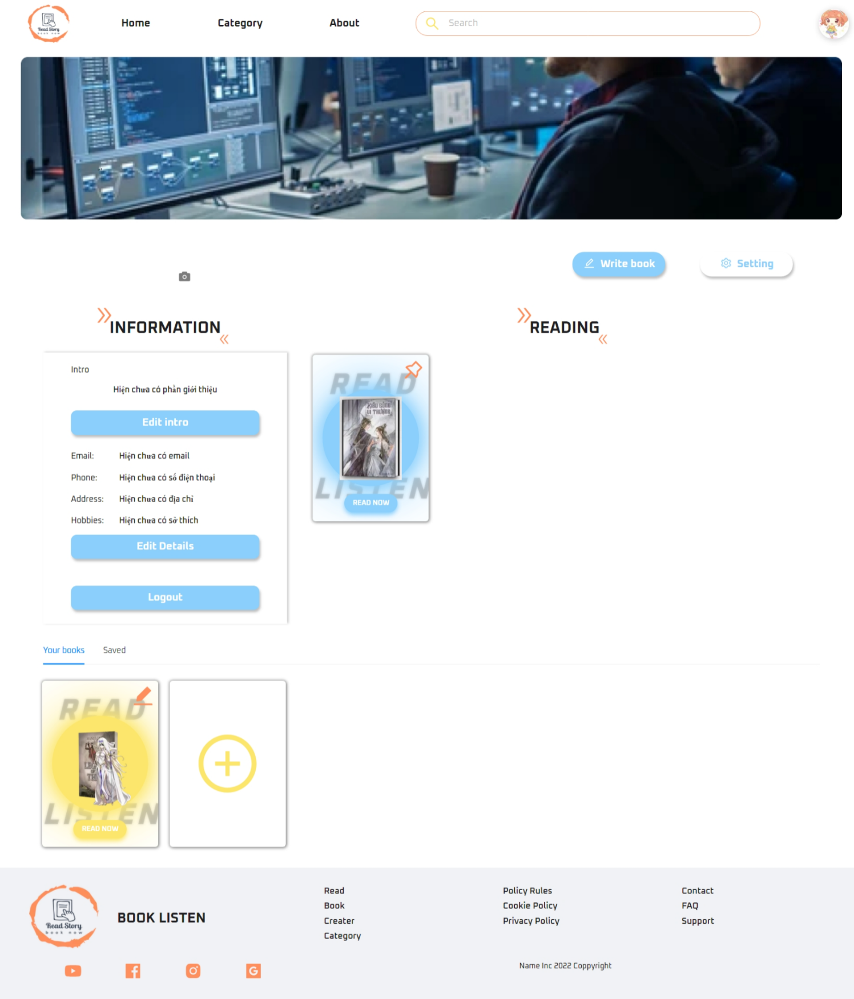 Read Story
book now
Home
Category
About
Search
Write book
Setting
INFORMATION
READING
Intro
Hiện chưa có phần giới thiệu
Edit intro
Email: Hiện chưa có email
Phone: Hiện chưa có số điện thoại
Address: Hiện chưa có địa chỉ
Hobbies: Hiện chưa có sở thích
Edit Details
Logout
READ
LISTEN
READ NOW
Your books
Saved
READ
LISTEN
READ NOW
Read Story
book now
BOOK LISTEN
Read
Book
Creater
Category
Policy Rules
Cookie Policy
Privacy Policy
Contact
FAQ
Support
Name Inc 2022 Coppyright